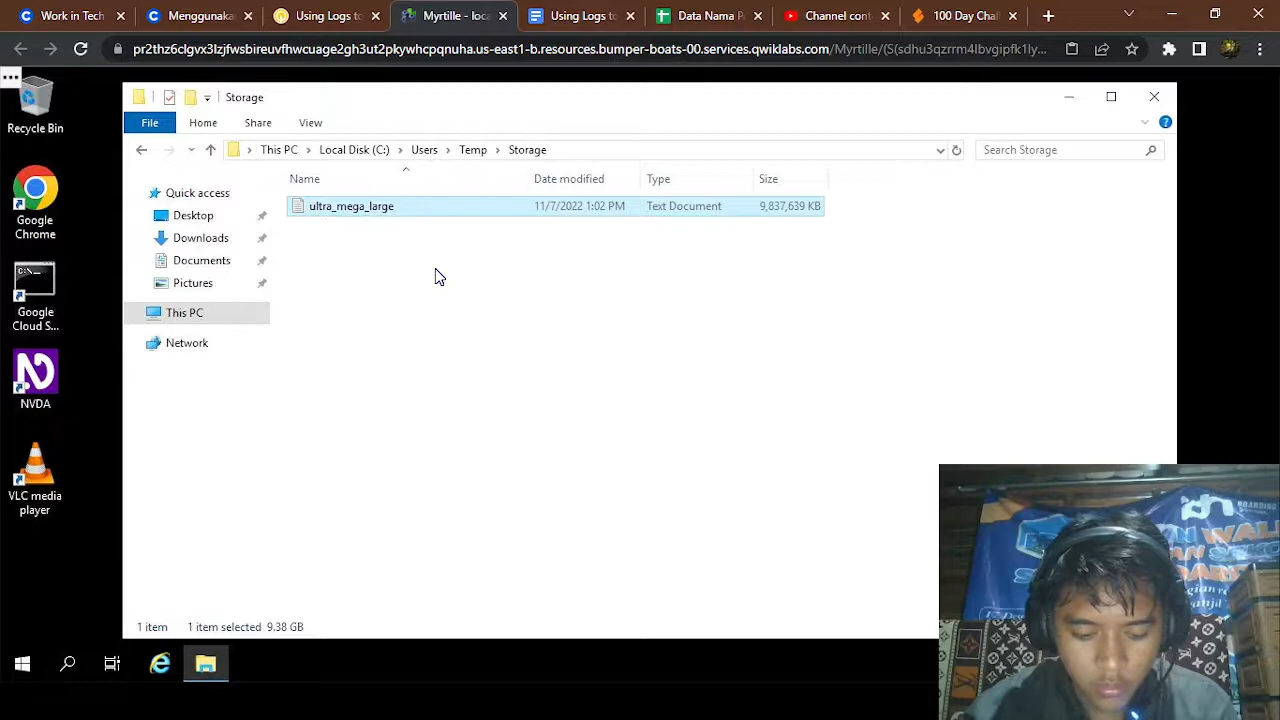 Work in Tech
Menggunaka
Using Logs to
Myrtille - loca
Using Logs to
Data Nama P
Channel cont
100 Day Chal
pr2thz6clgvx3lzjfwsbireuvfhwcuage2gh3ut2pkywhcpqnuha.us-east1-b.resources.bumper-boats-00.services.qwiklabs.com/Myrtille/(S(sdhu3qzrrm4lbvgipfk1ly...
Storage
File
Home
Share
View
This PC > Local Disk (C:) > Users > Temp > Storage
Search Storage
Name
Date modified
Type
Size
ultra_mega_large
11/7/2022 1:02 PM
Text Document
9,837,639 KB
Quick access
Desktop
Downloads
Documents
Pictures
This PC
Network
Recycle Bin
Google
Chrome
Google
Cloud S...
NVDA
VLC media
player
1 item
1 item selected 9.38 GB